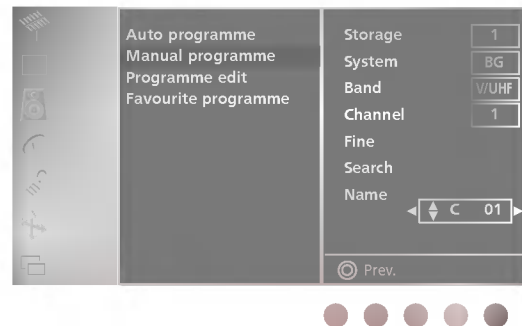 Auto programme
Manual programme
Programme edit
Favourite programme
Storage 1
System BG
Band V/UHF
Channel 1
Fine
Search
Name
C 01
Prev.